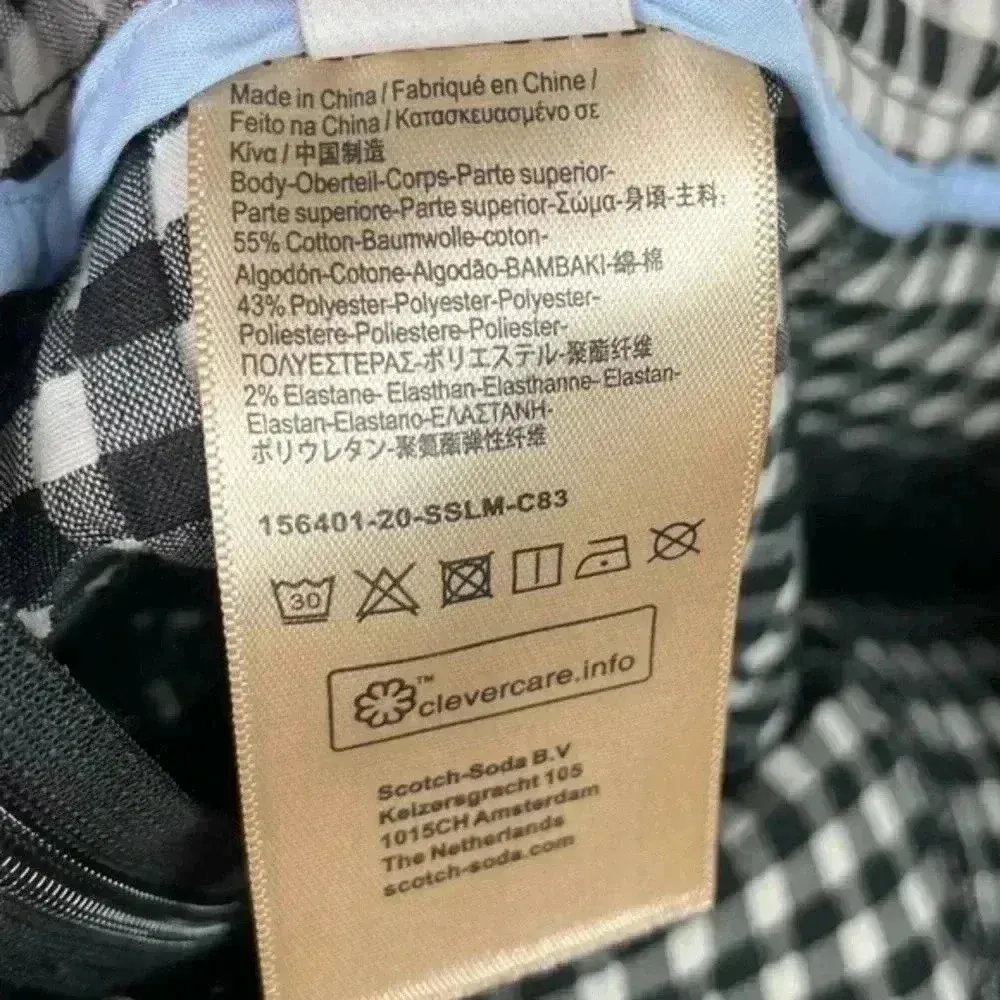 Made in China / Fabriqué en Chine /
Feito na China / Κατασκευασμένο σε
Κίνα / 中国制造
Body-Oberteil-Corps-Parte superior-
Parte superiore-Parte superior-Σώμα-身頃-主料:
55% Cotton-Baumwolle-coton-
Algodón-Cotone-Algodão-BAMBAKI-綿-棉
43% Polyester-Polyester-Polyester-
Poliestere-Poliestere-Poliester-
ΠΟΛΥΕΣΤΕΡΑΣ-ポリエステル-聚酯纤维
2% Elastane- Elasthan-Elasthanne- Elastan-
Elastan-Elastano-ΕΛΑΣΤΑΝΗ-
ポリウレタン-聚氨酯弹性纤维
156401-20-SSLM-C83
30
™clevercare.info
Scotch-Soda B.V
Keizersgracht 105
1015CH Amsterdam
The Netherlands
scotch-soda.com